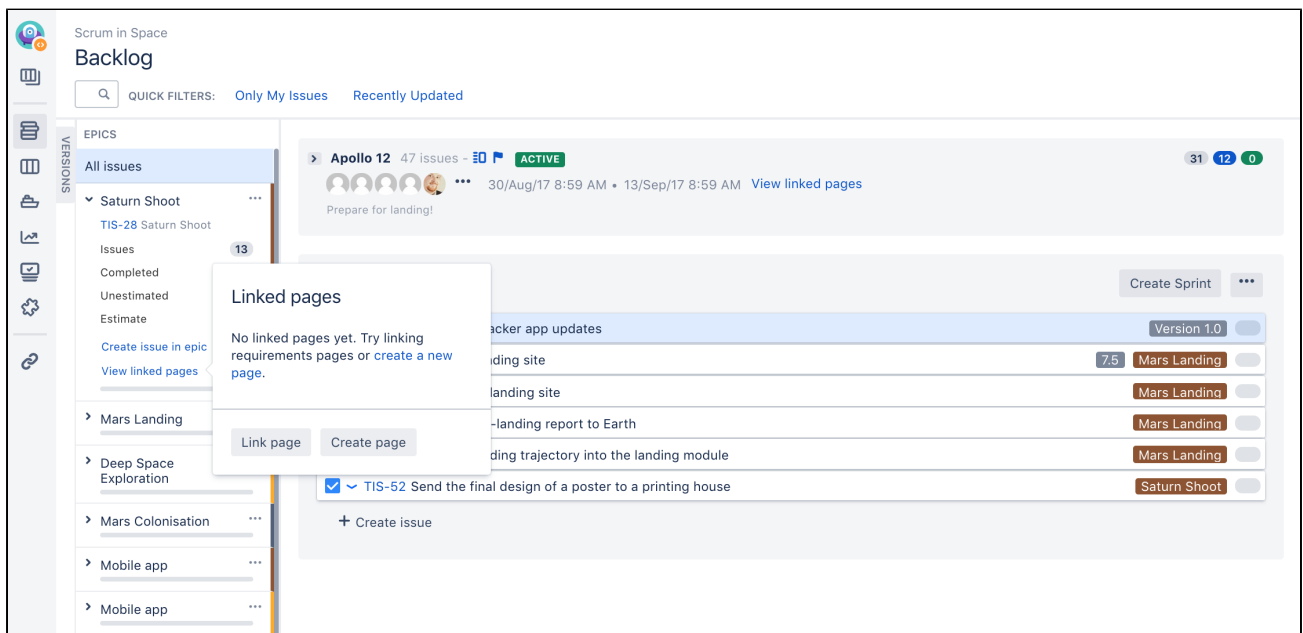 Scrum in Space
Backlog
QUICK FILTERS: Only My Issues Recently Updated
VERSIONS
EPICS
All issues
Saturn Shoot
TIS-28 Saturn Shoot
Issues 13
Completed
Unestimated
Estimate
Create issue in epic
View linked pages
Mars Landing
Deep Space
Exploration
Mars Colonisation
Mobile app
Mobile app
Linked pages
No linked pages yet. Try linking
requirements pages or create a new
page.
Link page Create page
Apollo 12 47 issues - ACTIVE 31 12 0
30/Aug/17 8:59 AM • 13/Sep/17 8:59 AM View linked pages
Prepare for landing!
Create Sprint
app updates Version 1.0
site 7.5 Mars Landing
landing site Mars Landing
-landing report to Earth Mars Landing
trajectory into the landing module Mars Landing
TIS-52 Send the final design of a poster to a printing house Saturn Shoot
+ Create issue